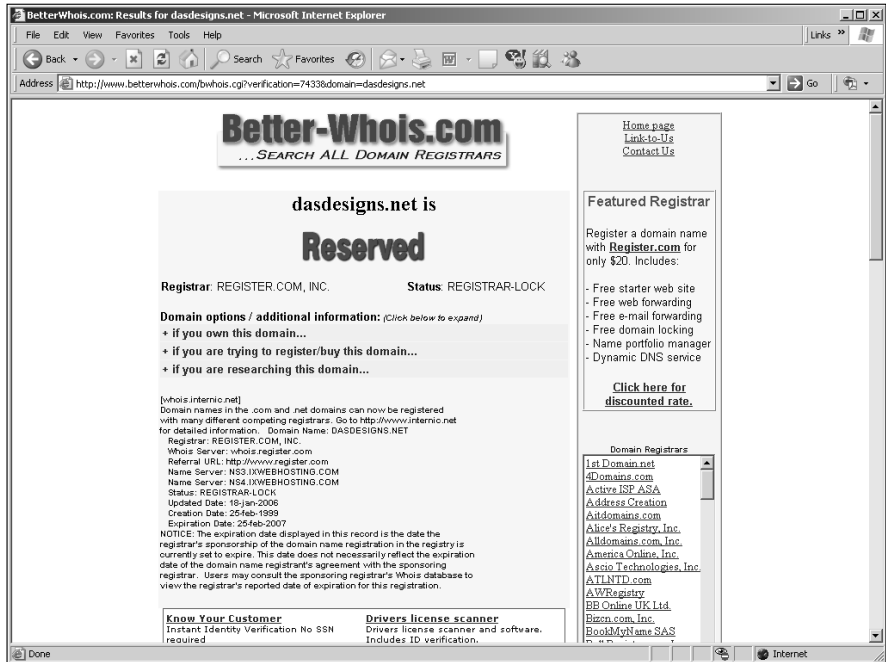 BetterWhois.com: Results for dasdesigns.net - Microsoft Internet Explorer
File Edit View Favorites Tools Help
Links »
Back Search Favorites
Address http://www.betterwhois.com/bwhois.cgi?verification=7433&domain=dasdesigns.net Go
Better-Whois.com
...SEARCH ALL DOMAIN REGISTRARS
dasdesigns.net is
Reserved
Registrar: REGISTER.COM, INC. Status: REGISTRAR-LOCK
Domain options / additional information: (Click below to expand)
+ if you own this domain...
+ if you are trying to register/buy this domain...
+ if you are researching this domain...
[whois.internic.net]
Domain names in the .com and .net domains can now be registered
with many different competing registrars. Go to http://www.internic.net
for detailed information. Domain Name: DASDESIGNS.NET
Registrar: REGISTER.COM, INC.
Whois Server: whois.register.com
Referral URL: http://www.register.com
Name Server: NS3.IXWEBHOSTING.COM
Name Server: NS4.IXWEBHOSTING.COM
Status: REGISTRAR-LOCK
Updated Date: 18-jan-2006
Creation Date: 25-feb-1999
Expiration Date: 25-feb-2007
NOTICE: The expiration date displayed in this record is the date the
registrar's sponsorship of the domain name registration in the registry is
currently set to expire. This date does not necessarily reflect the expiration
date of the domain name registrant's agreement with the sponsoring
registrar. Users may consult the sponsoring registrar's Whois database to
view the registrar's reported date of expiration for this registration.
Know Your Customer
Instant Identity Verification No SSN
required
Drivers license scanner
Drivers license scanner and software.
Includes ID verification.
Home page
Link-to-Us
Contact Us
Featured Registrar
Register a domain name
with Register.com for
only $20. Includes:
- Free starter web site
- Free web forwarding
- Free e-mail forwarding
- Free domain locking
- Name portfolio manager
- Dynamic DNS service
Click here for
discounted rate.
Domain Registrars
1st Domain.net
4Domains.com
Active ISP ASA
Address Creation
Aitdomains.com
Alice's Registry, Inc.
Alldomains.com, Inc.
America Online, Inc.
Ascio Technologies, Inc.
ATLNTD.com
AWRegistry
BB Online UK Ltd.
Bizcn.com, Inc.
BookMyName SAS
Done
Internet